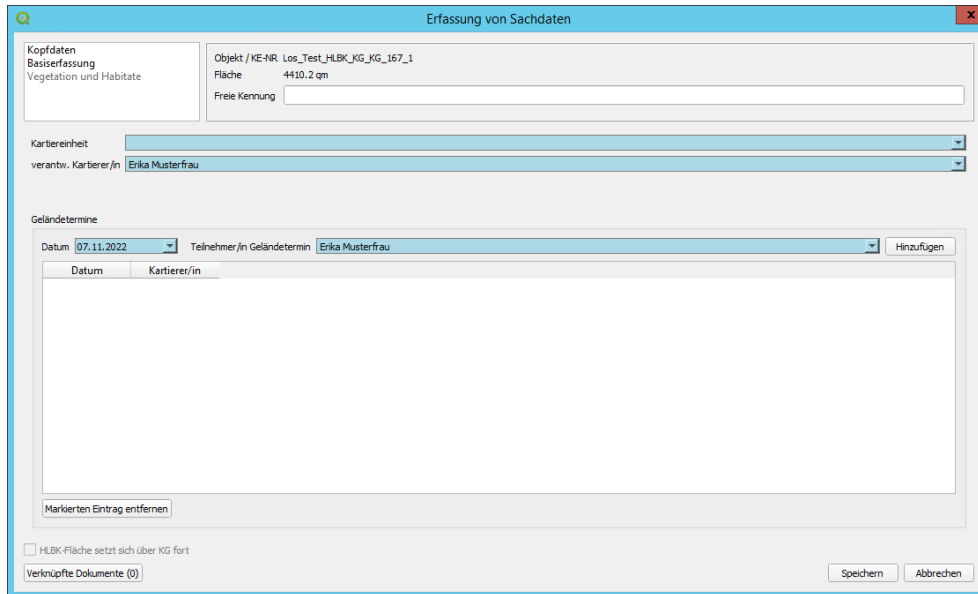 Erfassung von Sachdaten
x
Kopfdaten
Basiserfassung
Vegetation und Habitate
Objekt / KE-NR Los_Test_HLBK_KG_KG_167_1
Fläche 4410.2 qm
Freie Kennung
Kartiereinheit
verantw. Kartierer/in Erika Musterfrau
Geländetermine
Datum 07.11.2022 Teilnehmer/in Geländetermin Erika Musterfrau Hinzufügen
Datum Kartierer/in
Markierten Eintrag entfernen
HLBK-Fläche setzt sich über KG fort
Verknüpfte Dokumente (0) Speichern Abbrechen